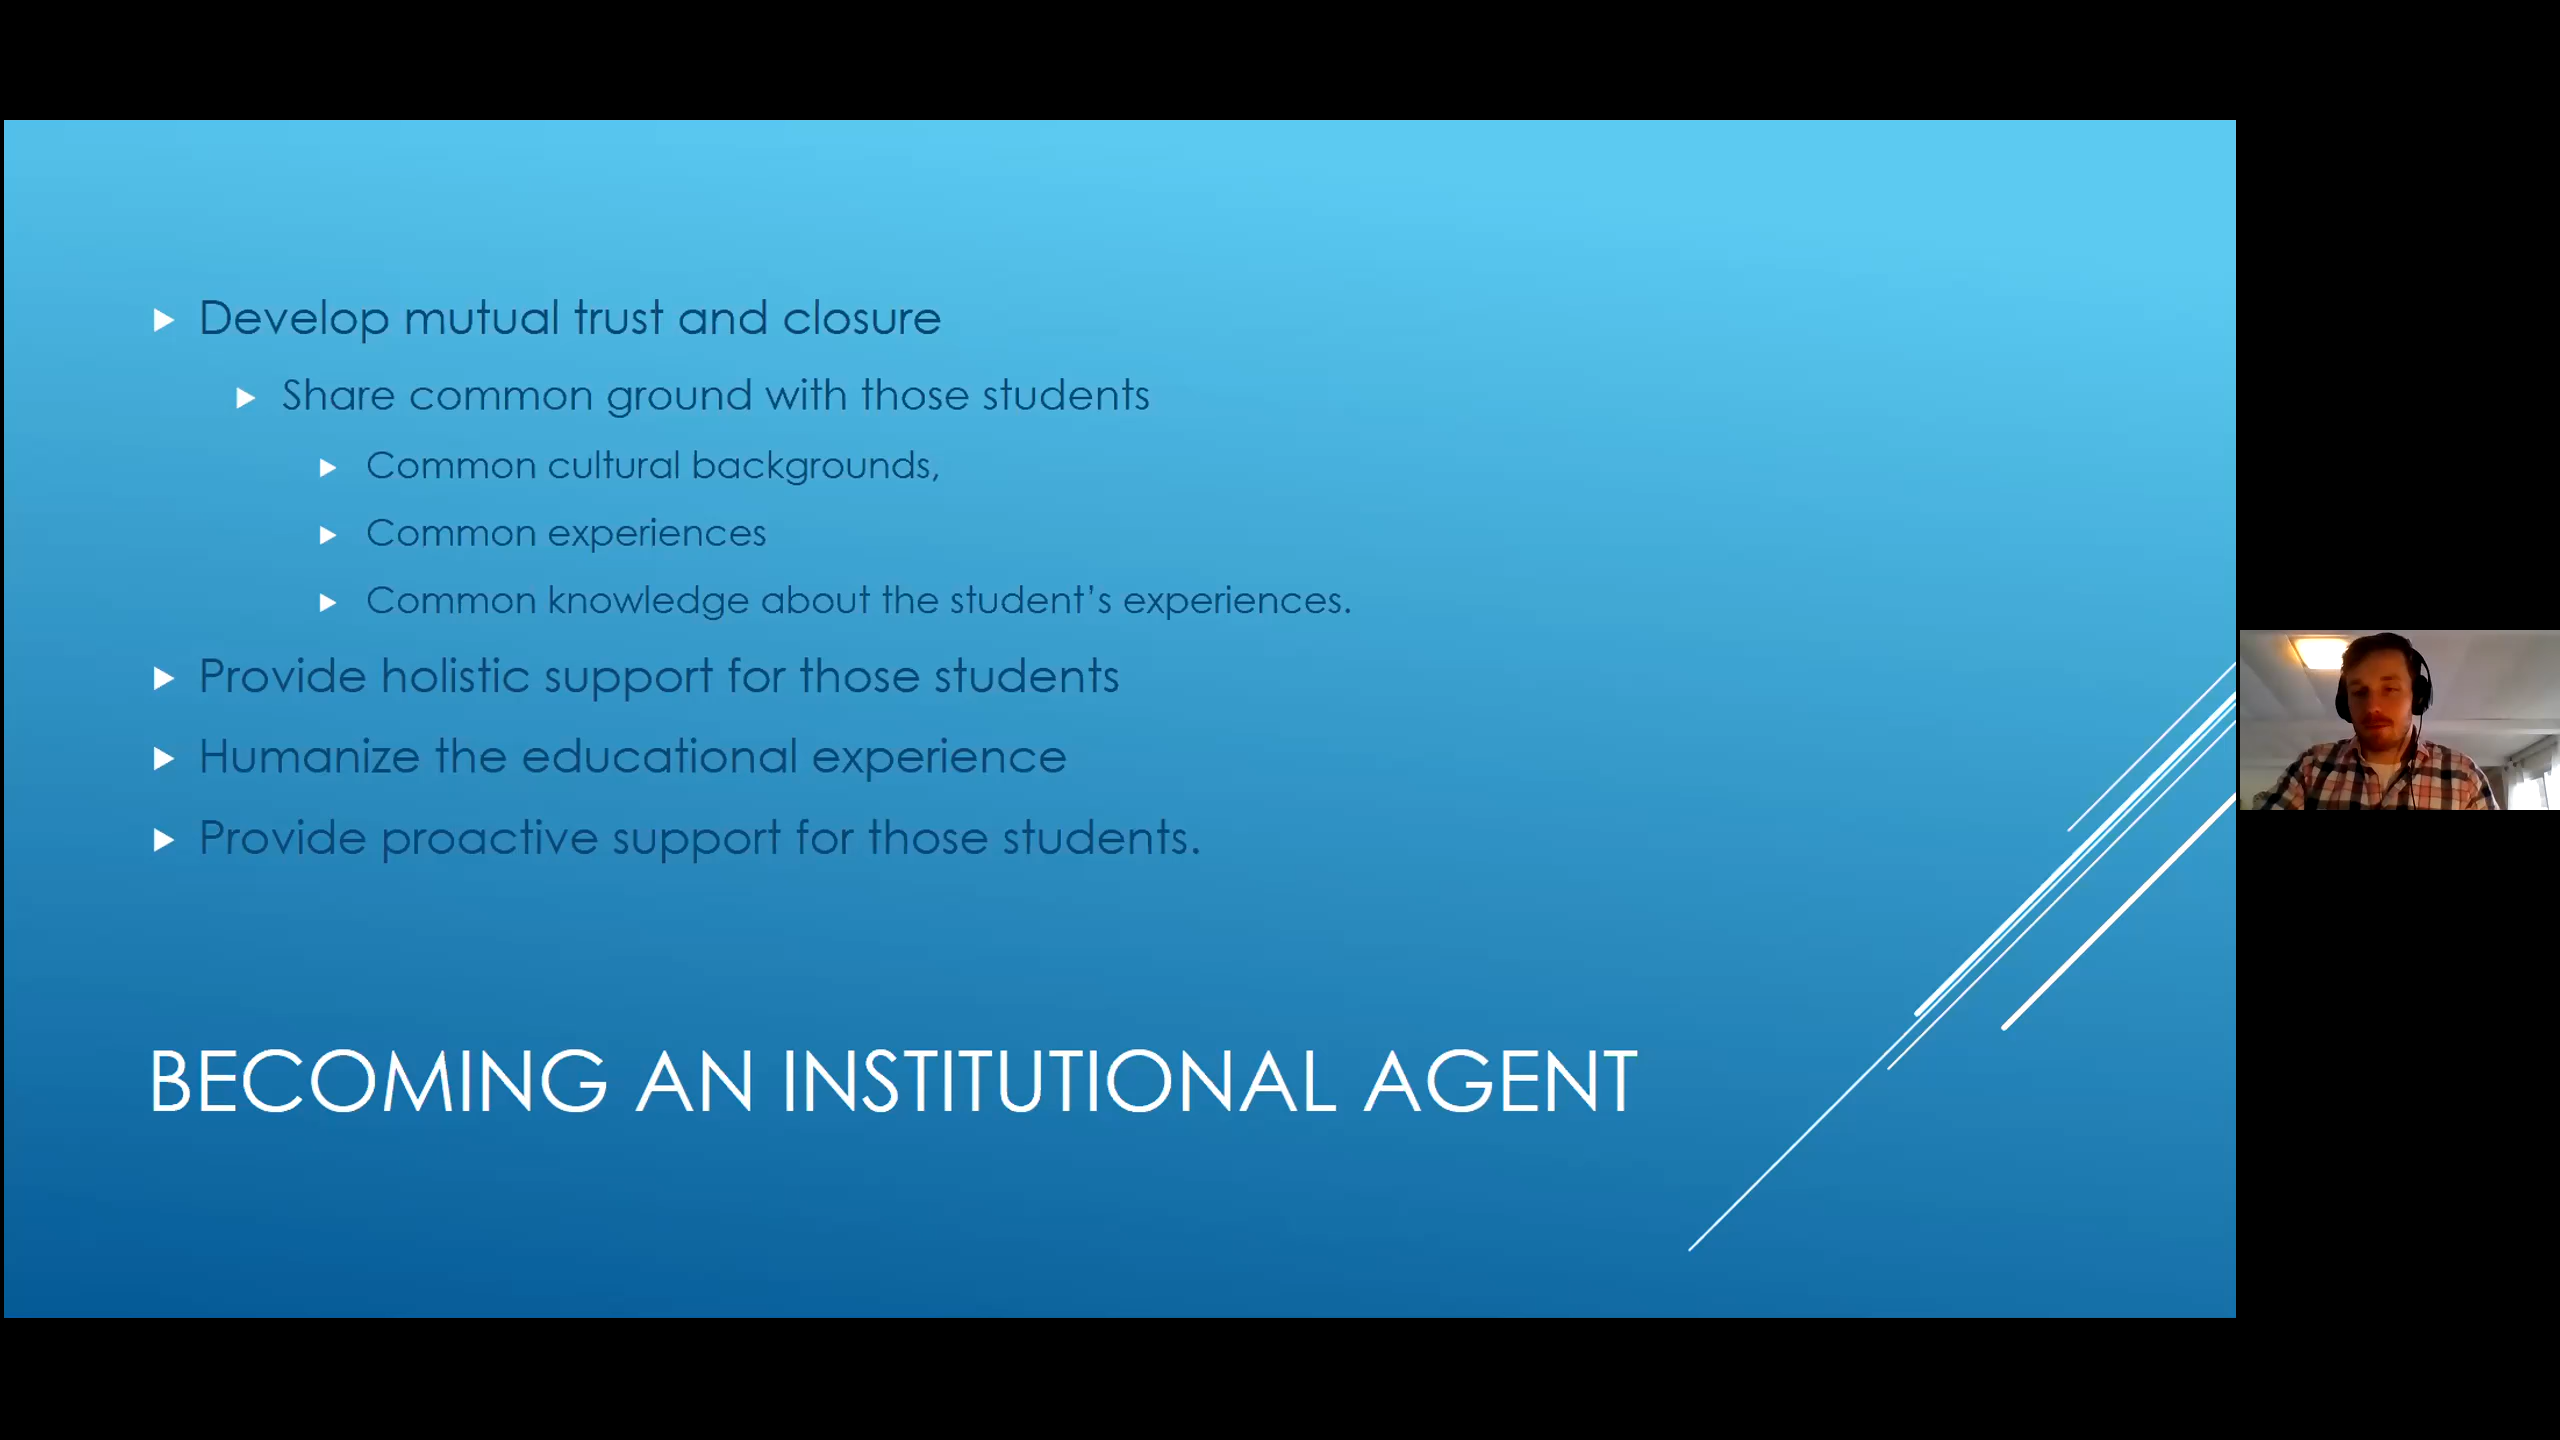 Develop mutual trust and closure
Share common ground with those students
Common cultural backgrounds,
Common experiences
Common knowledge about the student’s experiences.
Provide holistic support for those students
Humanize the educational experience
Provide proactive support for those students.
BECOMING AN INSTITUTIONAL AGENT